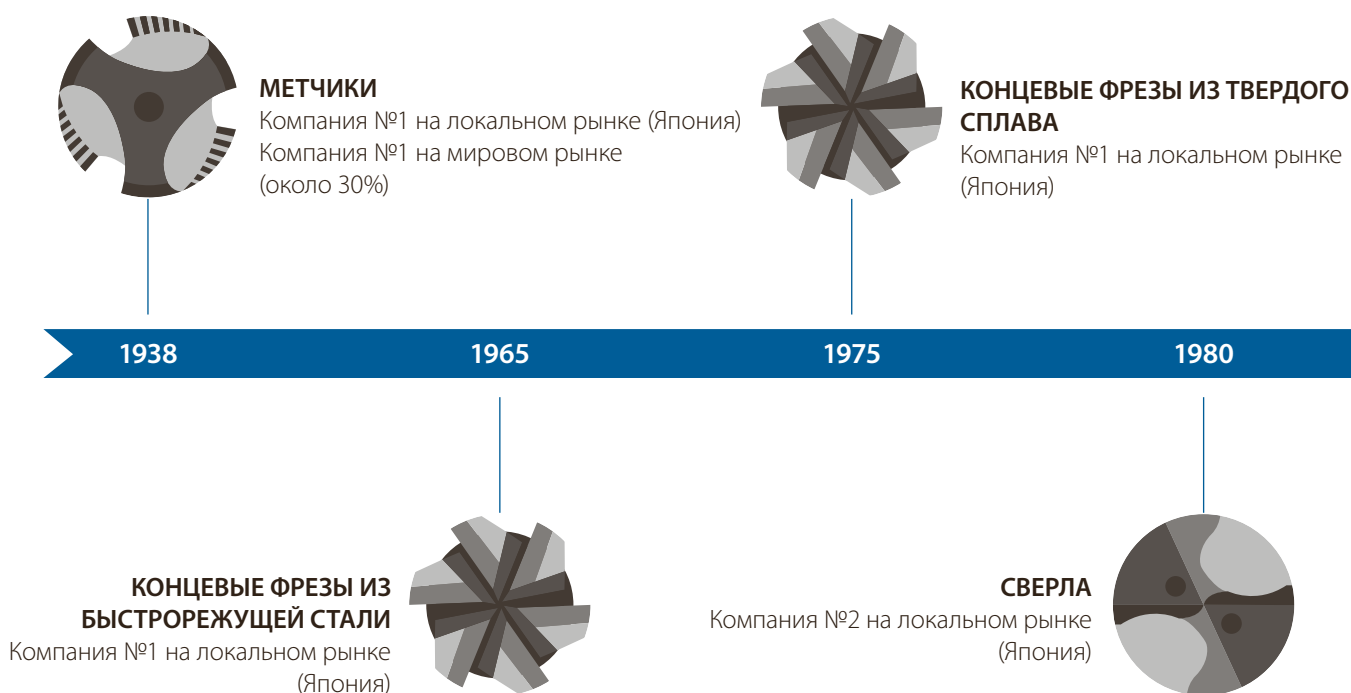 МЕТЧИКИ
Компания №1 на локальном рынке (Япония)
Компания №1 на мировом рынке
(около 30%)
КОНЦЕВЫЕ ФРЕЗЫ ИЗ ТВЕРДОГО
СПЛАВА
Компания №1 на локальном рынке
(Япония)
1938
1965
1975
1980
КОНЦЕВЫЕ ФРЕЗЫ ИЗ
БЫСТРОРЕЖУЩЕЙ СТАЛИ
Компания №1 на локальном рынке
(Япония)
СВЕРЛА
Компания №2 на локальном рынке
(Япония)